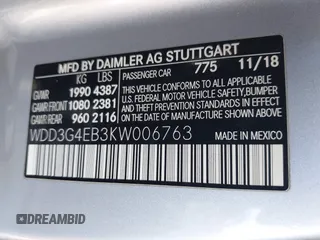 MFD BY DAIMLER AG STUTTGART
KG LBS
PASSENGER CAR 775 11/18
GVWR 1990 4387
GAWR FRONT 1080 2381
GAWR REAR 960 2116
THIS VEHICLE CONFORMS TO ALL APPLICABLE
U.S. FEDERAL MOTOR VEHICLE SAFETY, BUMPER
AND THEFT PREVENTION STANDARDS IN EFFECT
ON THE DATE OF MANUFACTURE SHOWN ABOVE.
WDD3G4EB3KW006763
MADE IN MEXICO
DREAMBID